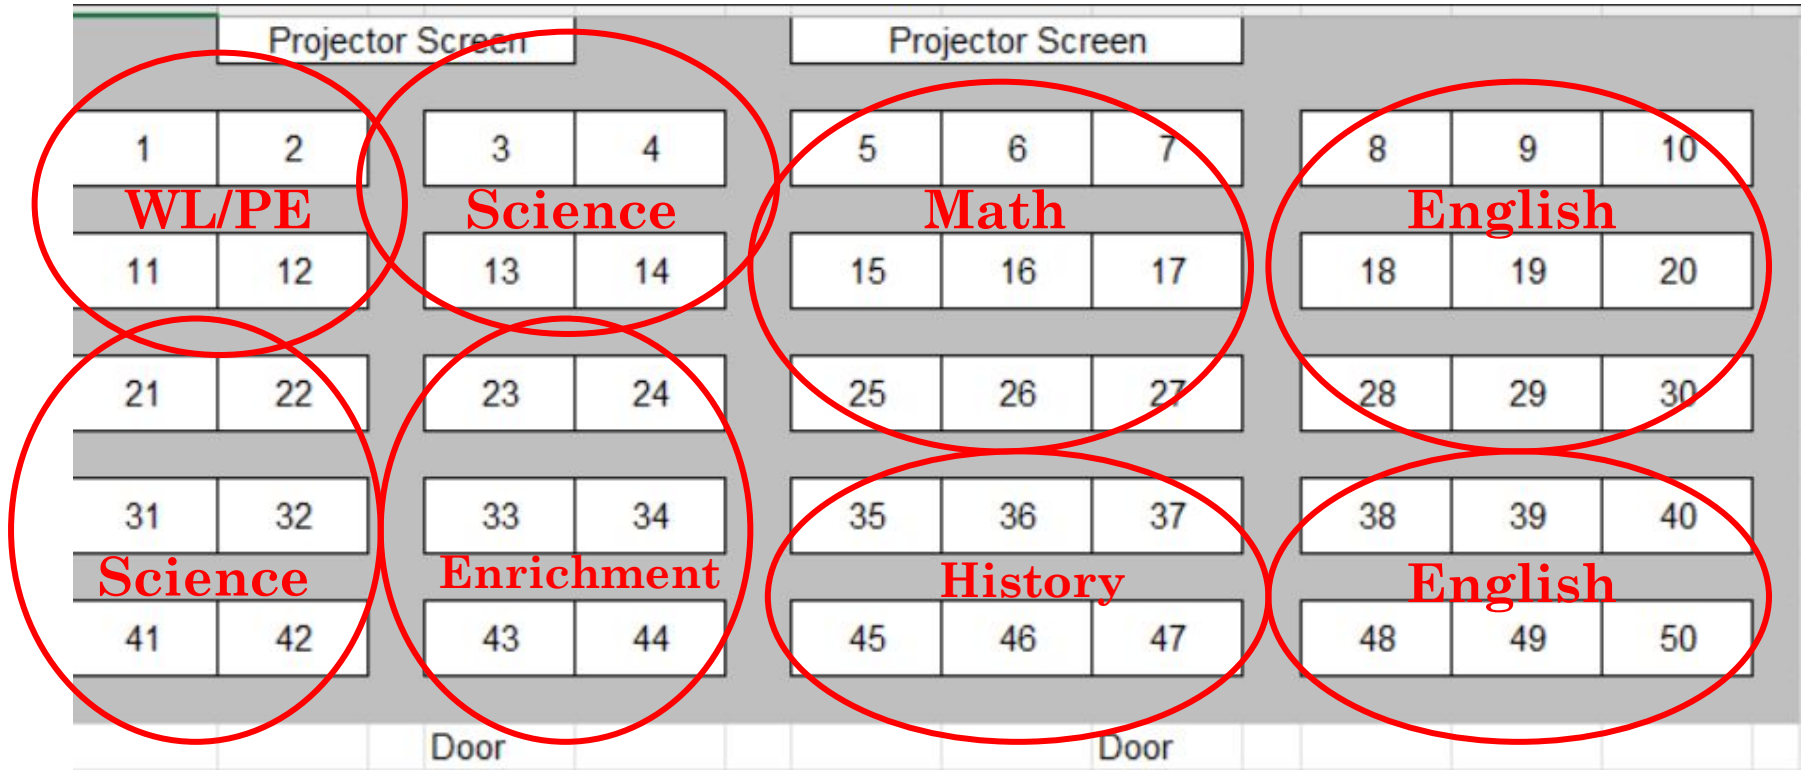 Projector Screen Projector Screen
1 2 3 4 5 6 7 8 9 10
WL/PE Science Math English
11 12 13 14 15 16 17 18 19 20
21 22 23 24 25 26 27 28 29 30
31 32 33 34 35 36 37 38 39 40
Science Enrichment History English
41 42 43 44 45 46 47 48 49 50
Door Door